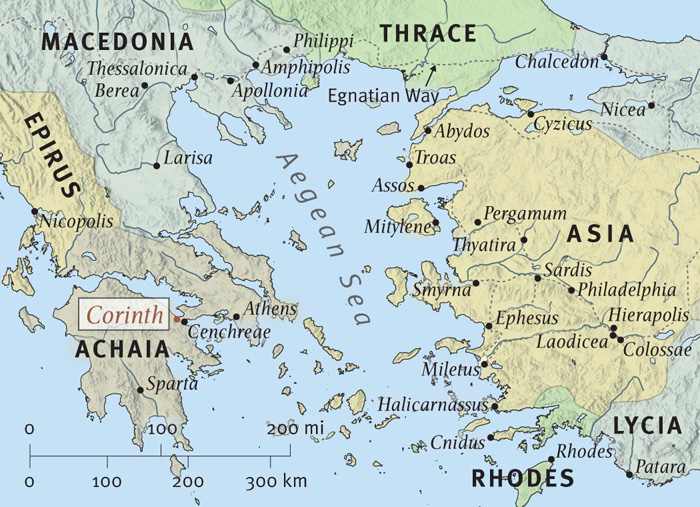 MACEDONIA
Philippi
THRACE
Thessalonica
Amphipolis
Chalcedon
Berea
Apollonia
Egnatian Way
Nicea
EPIRUS
Abydos
Cyzicus
Larisa
Troas
Aegean Sea
Assos
Nicopolis
Mitylene
Pergamum
Thyatira
ASIA
Sardis
Smyrna
Philadelphia
Corinth
Athens
Cenchreae
Ephesus
Hierapolis
Laodicea
Colossae
ACHAIA
Miletus
Sparta
Halicarnassus
LYCIA
Cnidus
Rhodes
RHODES
Patara
0 100 200 mi
0 100 200 300 km